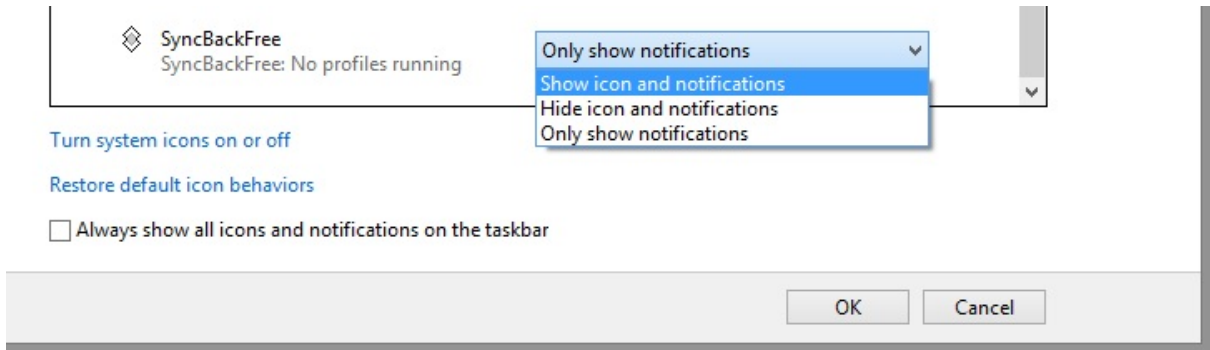 SyncBackFree
SyncBackFree: No profiles running
Only show notifications
Show icon and notifications
Hide icon and notifications
Only show notifications
Turn system icons on or off
Restore default icon behaviors
Always show all icons and notifications on the taskbar
OK
Cancel